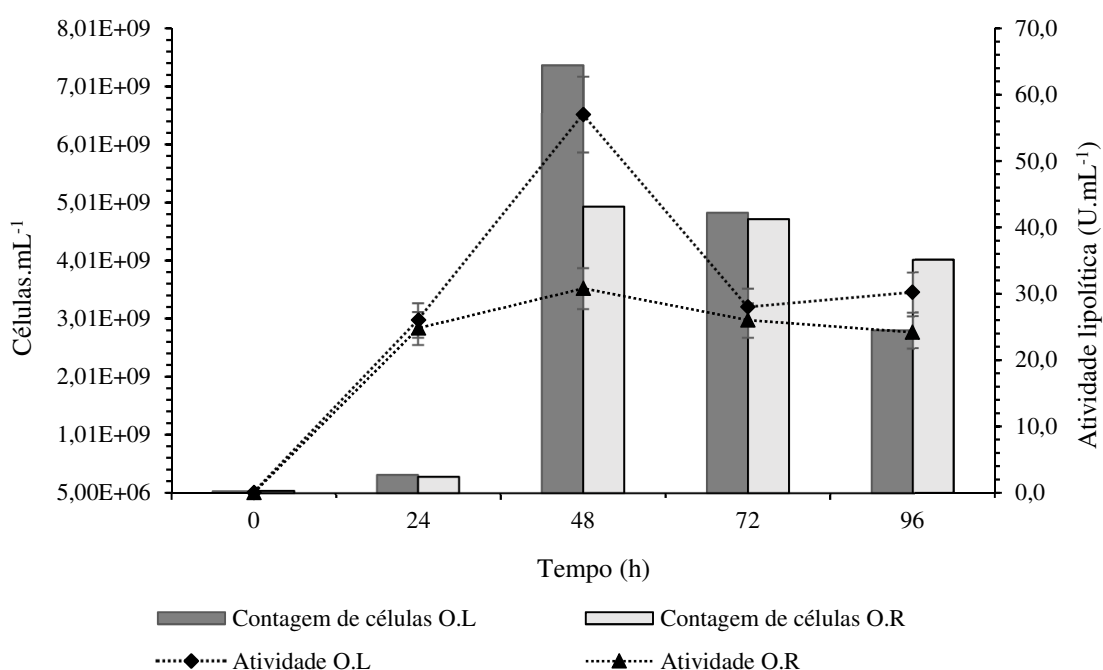 8,01E+09
7,01E+09
6,01E+09
5,01E+09
4,01E+09
3,01E+09
2,01E+09
1,01E+09
5,00E+06
Células.mL-1
70,0
60,0
50,0
40,0
30,0
20,0
10,0
0,0
Atividade lipolítica (U.mL-1)
0 24 48 72 96
Tempo (h)
Contagem de células O.L Contagem de células O.R
Atividade O.L Atividade O.R